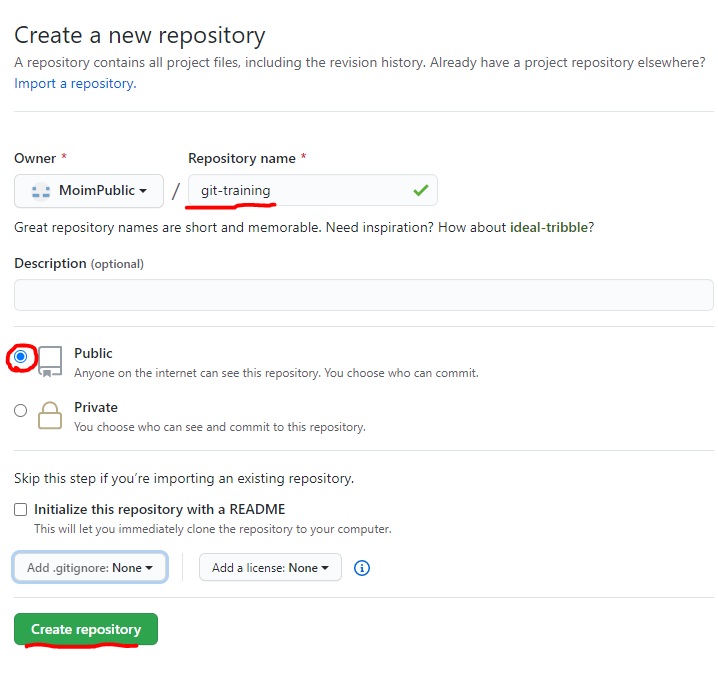 Create a new repository
A repository contains all project files, including the revision history. Already have a project repository elsewhere?
Import a repository.
Owner *
Repository name *
MoimPublic / git-training
Great repository names are short and memorable. Need inspiration? How about ideal-tribble?
Description (optional)
Public
Anyone on the internet can see this repository. You choose who can commit.
Private
You choose who can see and commit to this repository.
Skip this step if you’re importing an existing repository.
Initialize this repository with a README
This will let you immediately clone the repository to your computer.
Add .gitignore: None
Add a license: None
Create repository